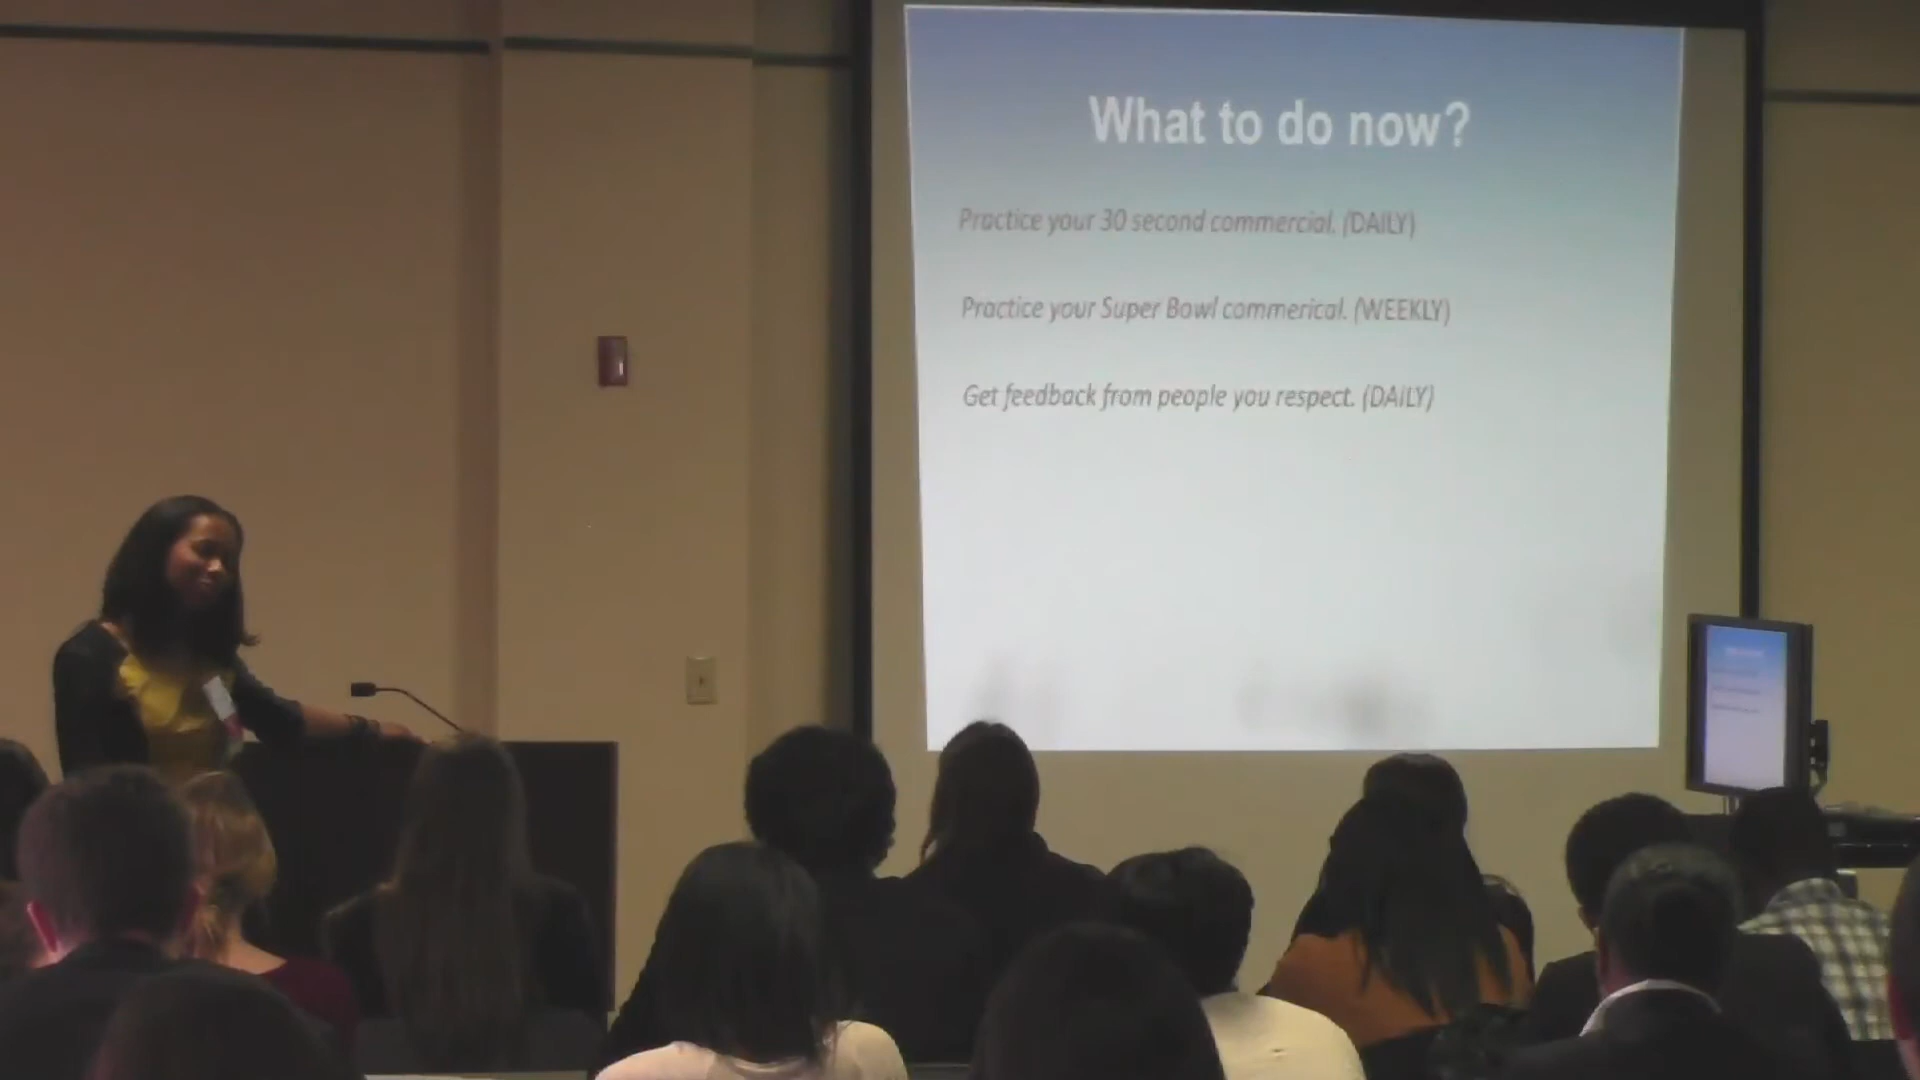 What to do now?
Practice your 30 second commercial. (DAILY)
Practice your Super Bowl commerical. (WEEKLY)
Get feedback from people you respect. (DAILY)